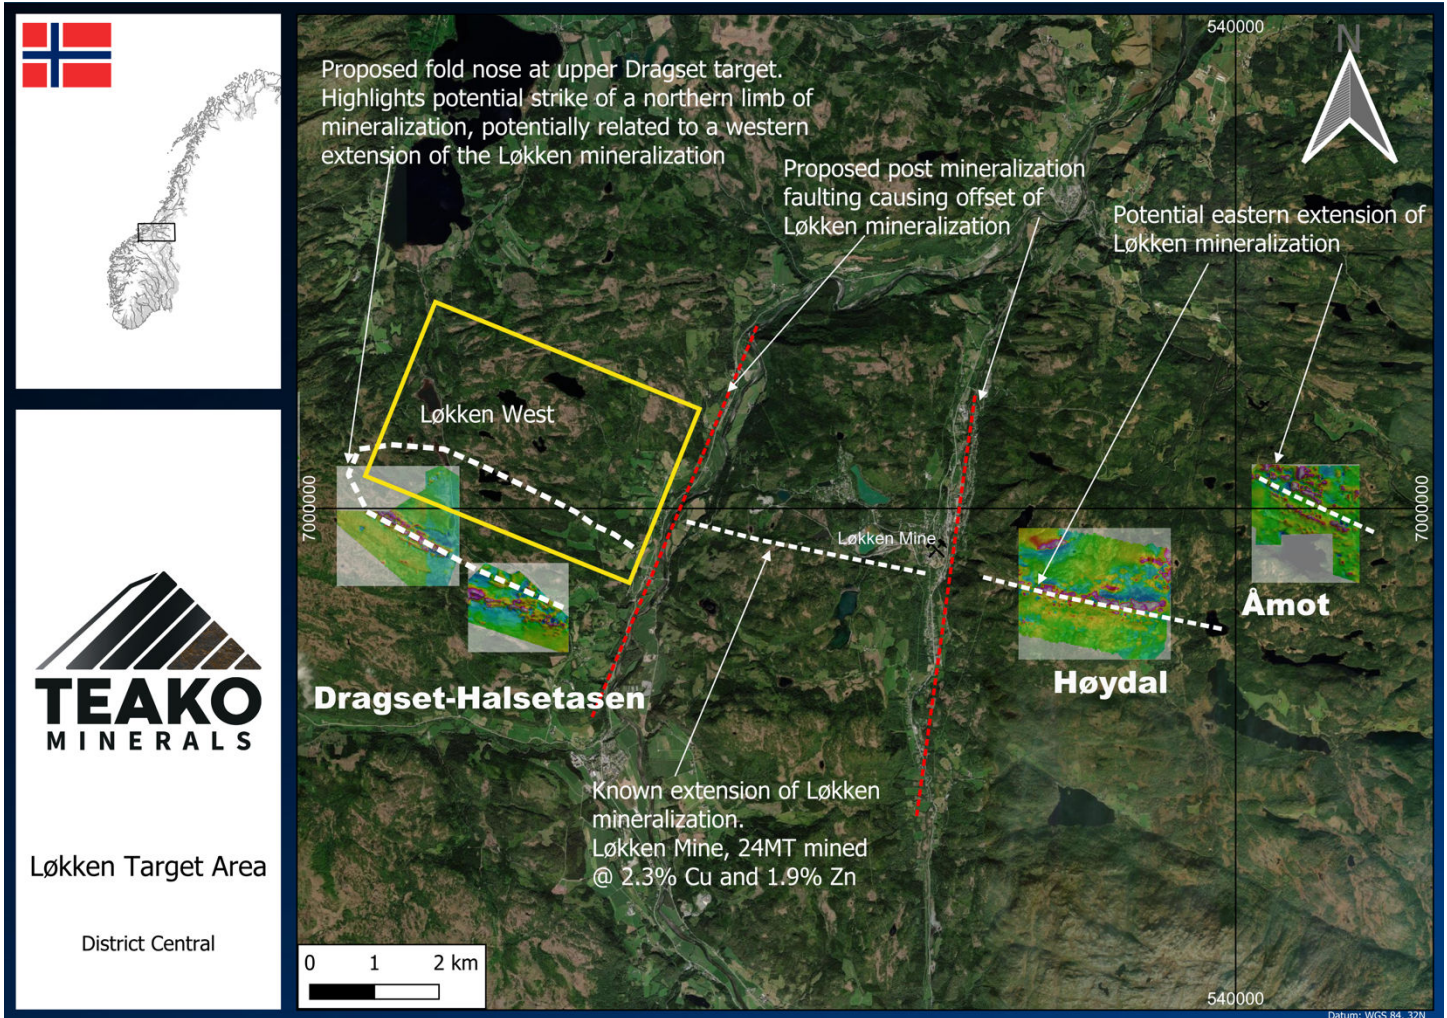 540000
N
Proposed fold nose at upper Dragset target.
Highlights potential strike of a northern limb of
mineralization, potentially related to a western
extension of the Løkken mineralization
Proposed post mineralization
faulting causing offset of
Løkken mineralization
Potential eastern extension of
Løkken mineralization
Løkken West
7000000
7000000
Løkken Mine
Åmot
Høydal
Dragset-Halsetasen
Known extension of Løkken
mineralization.
Løkken Mine, 24MT mined
@ 2.3% Cu and 1.9% Zn
TEAKO
MINERALS
Løkken Target Area
District Central
0 1 2 km
540000
Datum: WGS 84, 32N